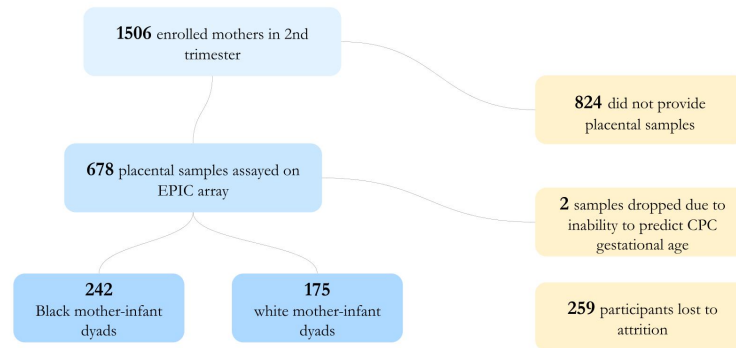 1506 enrolled mothers in 2nd
trimester
824 did not provide
placental samples
678 placental samples assayed on
EPIC array
2 samples dropped due to
inability to predict CPC
gestational age
242
Black mother-infant
dyads
175
white mother-infant
dyads
259 participants lost to
attrition